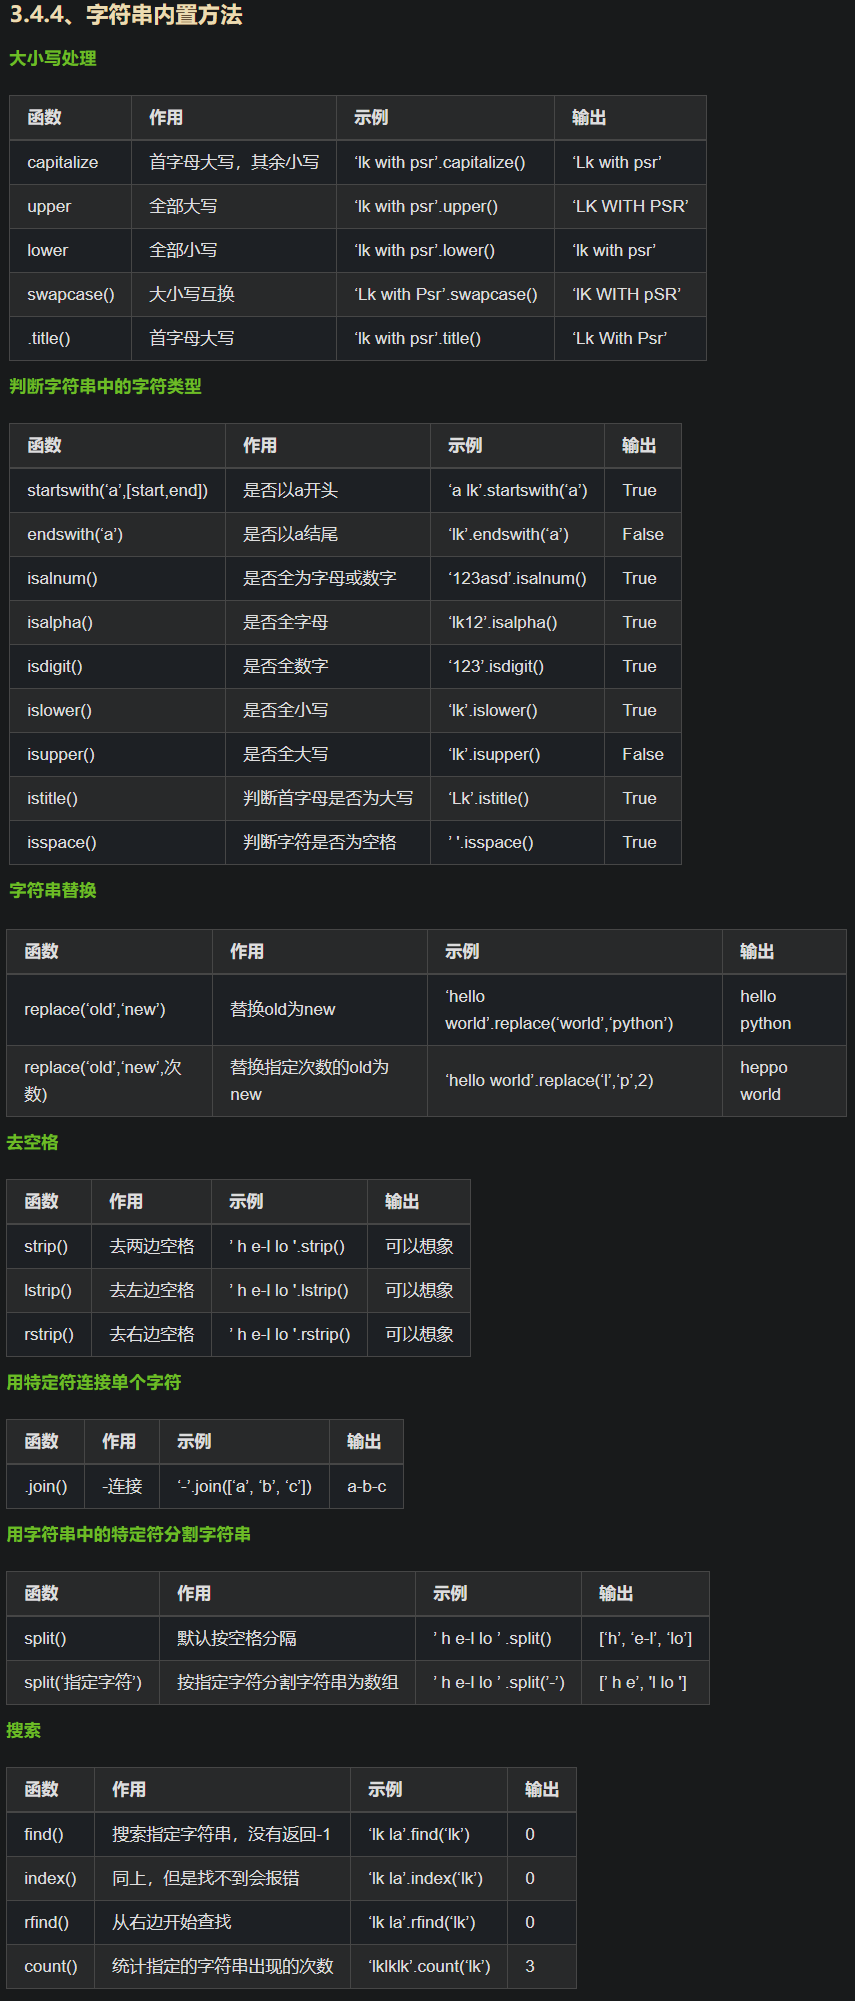 3.4.4、字符串内置方法
大小写处理
函数 作用 示例 输出
capitalize 首字母大写，其余小写 ‘lk with psr’.capitalize() ‘Lk with psr’
upper 全部大写 ‘lk with psr’.upper() ‘LK WITH PSR’
lower 全部小写 ‘lk with psr’.lower() ‘lk with psr’
swapcase() 大小写互换 ‘Lk with Psr’.swapcase() ‘lK WITH pSR’
.title() 首字母大写 ‘lk with psr’.title() ‘Lk With Psr’
判断字符串中的字符类型
函数 作用 示例 输出
startswith(‘a’,[start,end]) 是否以a开头 ‘a lk’.startswith(‘a’) True
endswith(‘a’) 是否以a结尾 ‘lk’.endswith(‘a’) False
isalnum() 是否全为字母或数字 ‘123asd’.isalnum() True
isalpha() 是否全字母 ‘lk12’.isalpha() True
isdigit() 是否全数字 ‘123’.isdigit() True
islower() 是否全小写 ‘lk’.islower() True
isupper() 是否全大写 ‘lk’.isupper() False
istitle() 判断首字母是否为大写 ‘Lk’.istitle() True
isspace() 判断字符是否为空格 ’ '.isspace() True
字符串替换
函数 作用 示例 输出
replace(‘old’,‘new’) 替换old为new ‘hello
world’.replace(‘world’,‘python’) hello
python
replace(‘old’,‘new’,次
数) 替换指定次数的old为
new ‘hello world’.replace(‘l’,‘p’,2) heppo
world
去空格
函数 作用 示例 输出
strip() 去两边空格 ’ h e-l lo '.strip() 可以想象
lstrip() 去左边空格 ’ h e-l lo '.lstrip() 可以想象
rstrip() 去右边空格 ’ h e-l lo '.rstrip() 可以想象
用特定符连接单个字符
函数 作用 示例 输出
.join() -连接 ‘-’.join([‘a’, ‘b’, ‘c’]) a-b-c
用字符串中的特定符分割字符串
函数 作用 示例 输出
split() 默认按空格分隔 ’ h e-l lo ’ .split() [‘h’, ‘e-l’, ‘lo’]
split(‘指定字符’) 按指定字符分割字符串为数组 ’ h e-l lo ’ .split(’-’) [’ h e’, 'l lo ']
搜索
函数 作用 示例 输出
find() 搜索指定字符串，没有返回-1 ‘lk la’.find(‘lk’) 0
index() 同上，但是找不到会报错 ‘lk la’.index(‘lk’) 0
rfind() 从右边开始查找 ‘lk la’.rfind(‘lk’) 0
count() 统计指定的字符串出现的次数 ‘lklklk’.count(‘lk’) 3